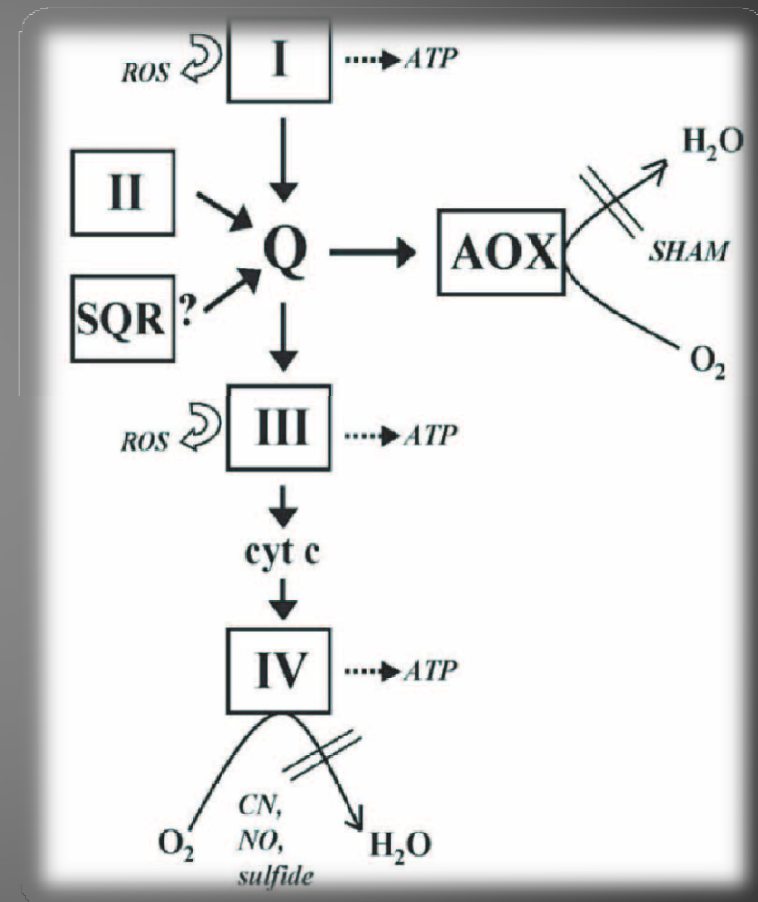 ROS
I
ATP
H₂O
II
Q
AOX
SHAM
SQR ?
O₂
ROS
III
ATP
cyt c
IV
ATP
CN,
O₂
NO,
H₂O
sulfide